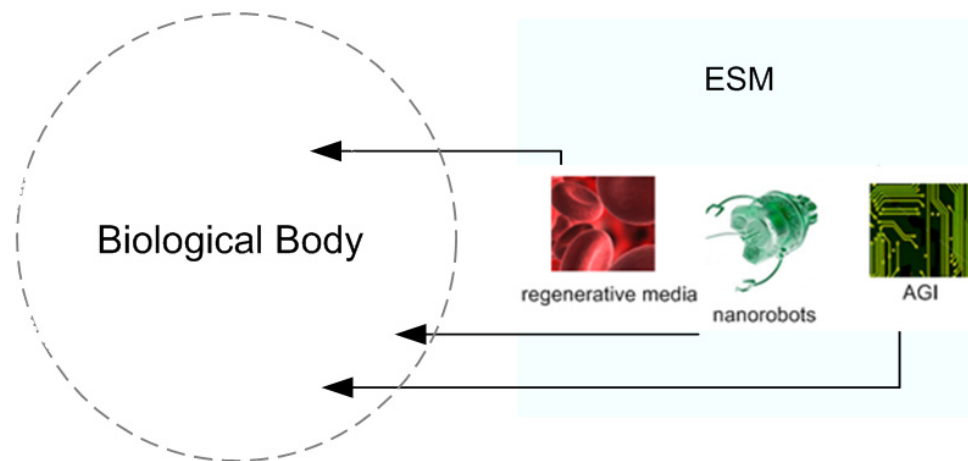 ESM
Biological Body
regenerative media
nanorobots
AGI